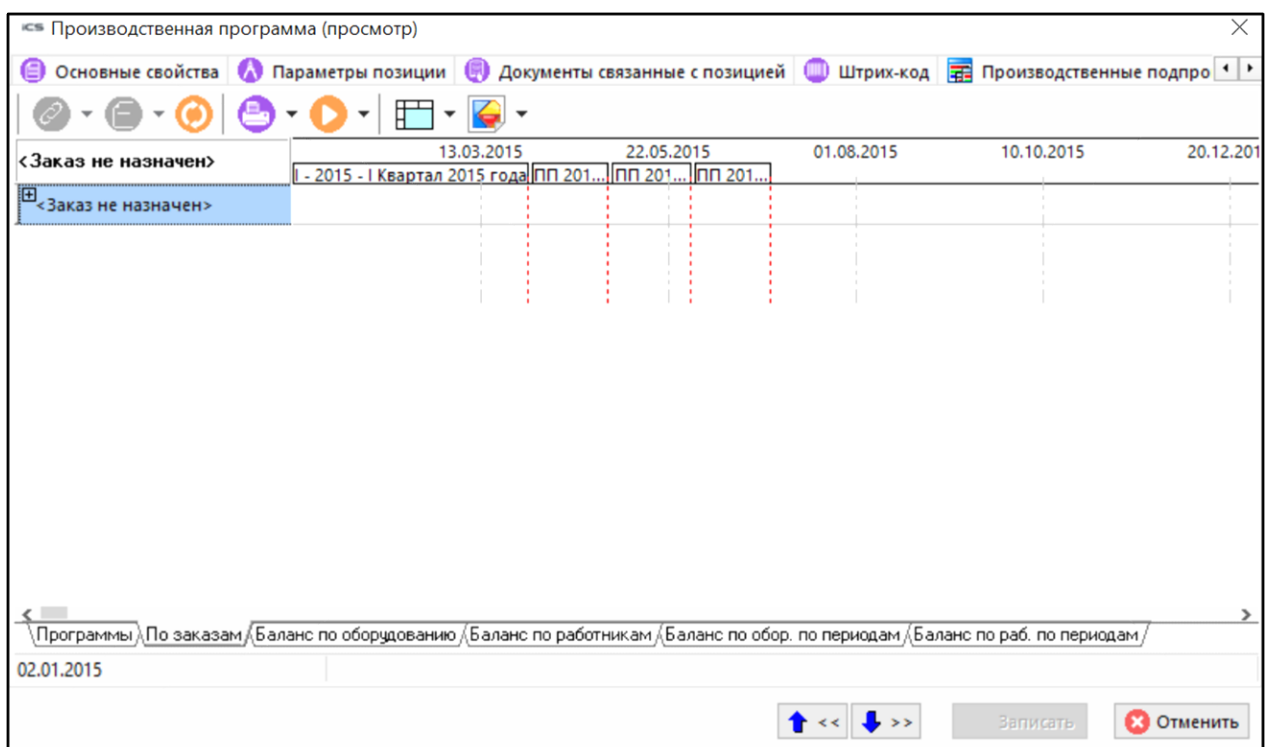 ics Производственная программа (просмотр)
Основные свойства Параметры позиции Документы связанные с позицией Штрих-код Производственные подпро
<Заказ не назначен>
13.03.2015 22.05.2015 01.08.2015 10.10.2015 20.12.201
I - 2015 - I Квартал 2015 года ПП 201... ПП 201... ПП 201...
<Заказ не назначен>
Программы По заказам Баланс по оборудованию Баланс по работникам Баланс по обор. по периодам Баланс по раб. по периодам
02.01.2015
<< >> Записать Отменить